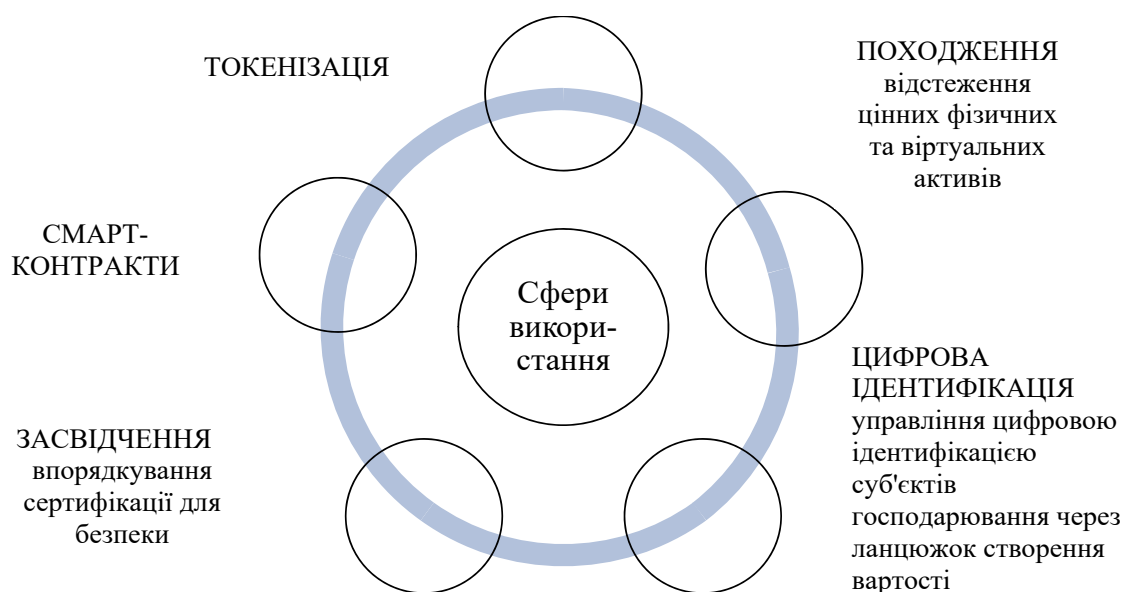 ТОКЕНІЗАЦІЯ
ПОХОДЖЕННЯ
відстеження
цінних фізичних
та віртуальних
активів
СМАРТ-
КОНТРАКТИ
Сфери
викори-
стання
ЗАСВІДЧЕННЯ
впорядкування
сертифікації для
безпеки
ЦИФРОВА
ІДЕНТИФІКАЦІЯ
управління цифровою
ідентифікацією
суб'єктів
господарювання через
ланцюжок створення
вартості